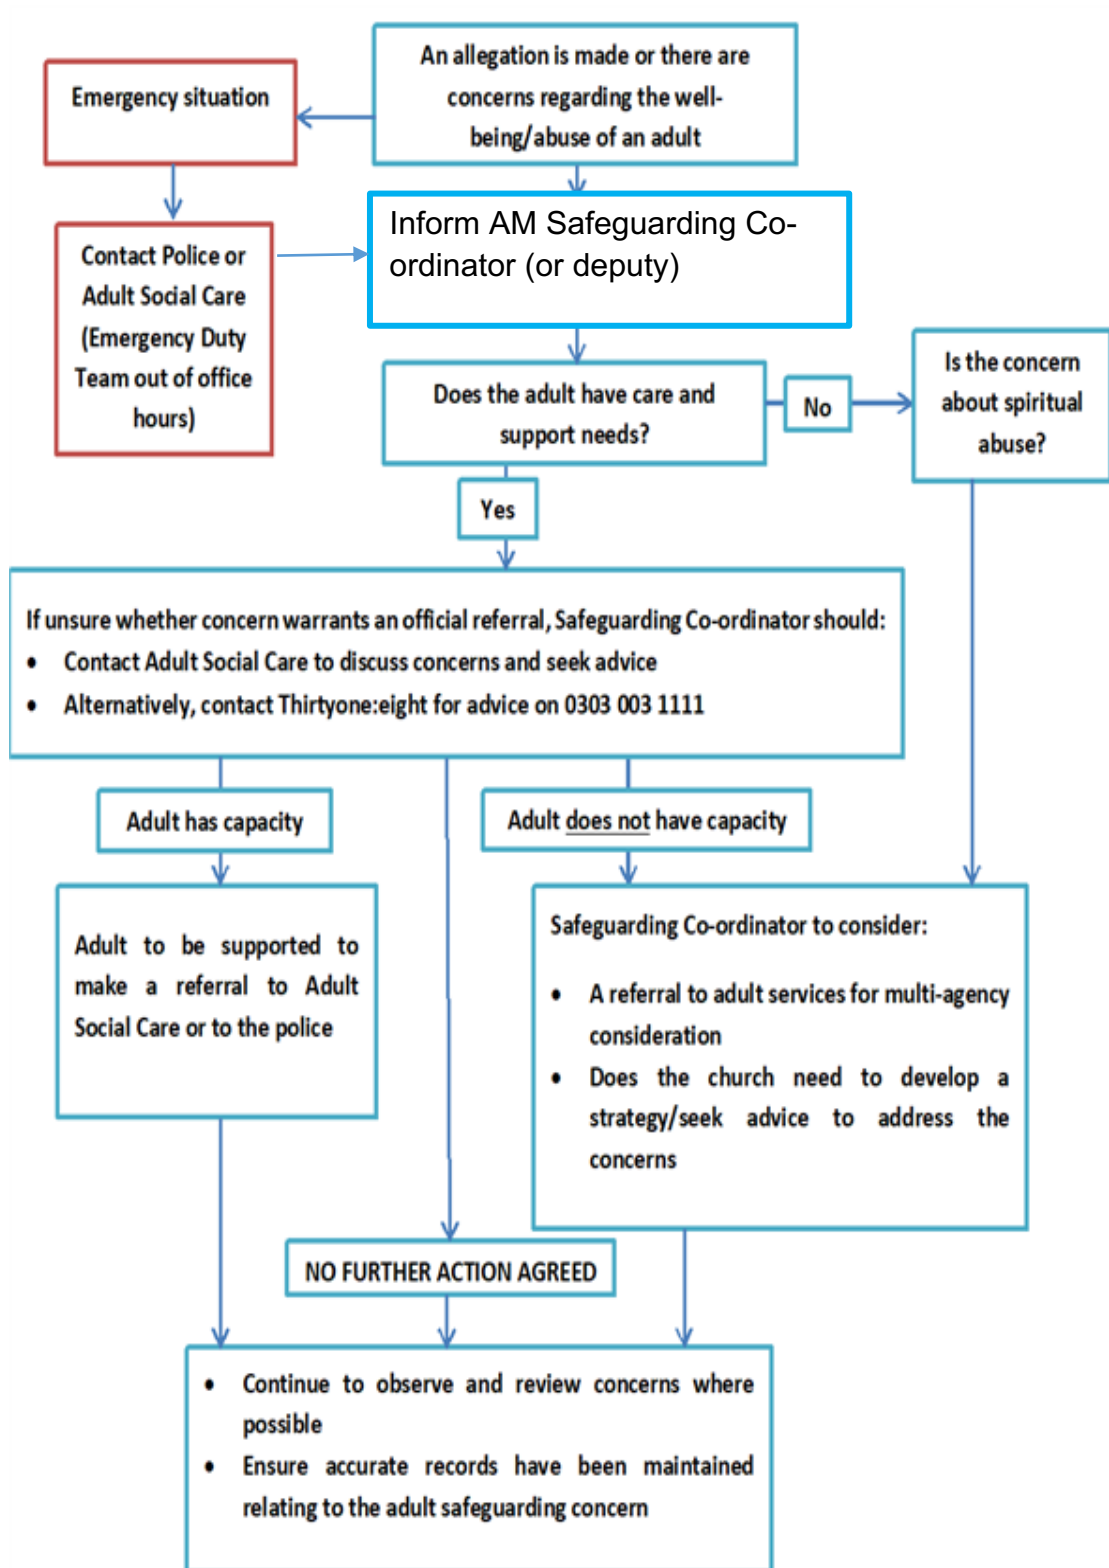 An allegation is made or there are
concerns regarding the well-
being/abuse of an adult
Emergency situation
Inform AM Safeguarding Co-
ordinator (or deputy)
Contact Police or
Adult Social Care
(Emergency Duty
Team out of office
hours)
Does the adult have care and
support needs?
No
Is the concern
about spiritual
abuse?
Yes
If unsure whether concern warrants an official referral, Safeguarding Co-ordinator should:
• Contact Adult Social Care to discuss concerns and seek advice
• Alternatively, contact Thirtyone:eight for advice on 0303 003 1111
Adult has capacity
Adult does not have capacity
Adult to be supported to
make a referral to Adult
Social Care or to the police
Safeguarding Co-ordinator to consider:
• A referral to adult services for multi-agency
consideration
• Does the church need to develop a
strategy/seek advice to address the
concerns
NO FURTHER ACTION AGREED
• Continue to observe and review concerns where
possible
• Ensure accurate records have been maintained
relating to the adult safeguarding concern